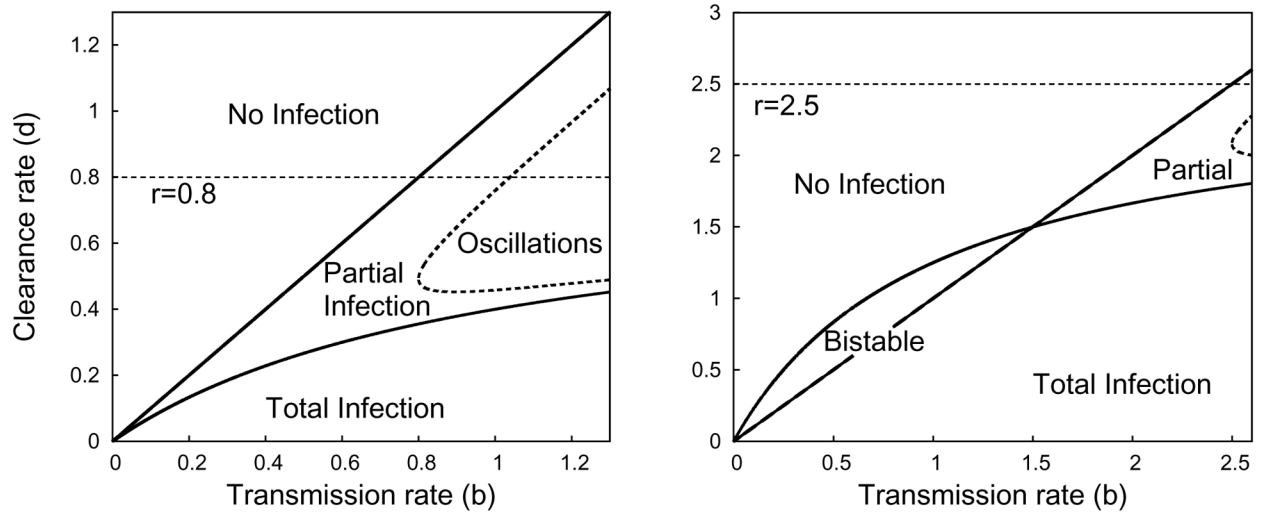 Clearance rate (d)
1.2
1
0.8
0.6
0.4
0.2
0
No Infection
r=0.8
Oscillations
Partial
Infection
Total Infection
0
0.2
0.4
0.6
0.8
1
1.2
Transmission rate (b)
3
2.5
2
1.5
1
0.5
0
r=2.5
Partial
No Infection
Bistable
Total Infection
0
0.5
1
1.5
2
2.5
Transmission rate (b)